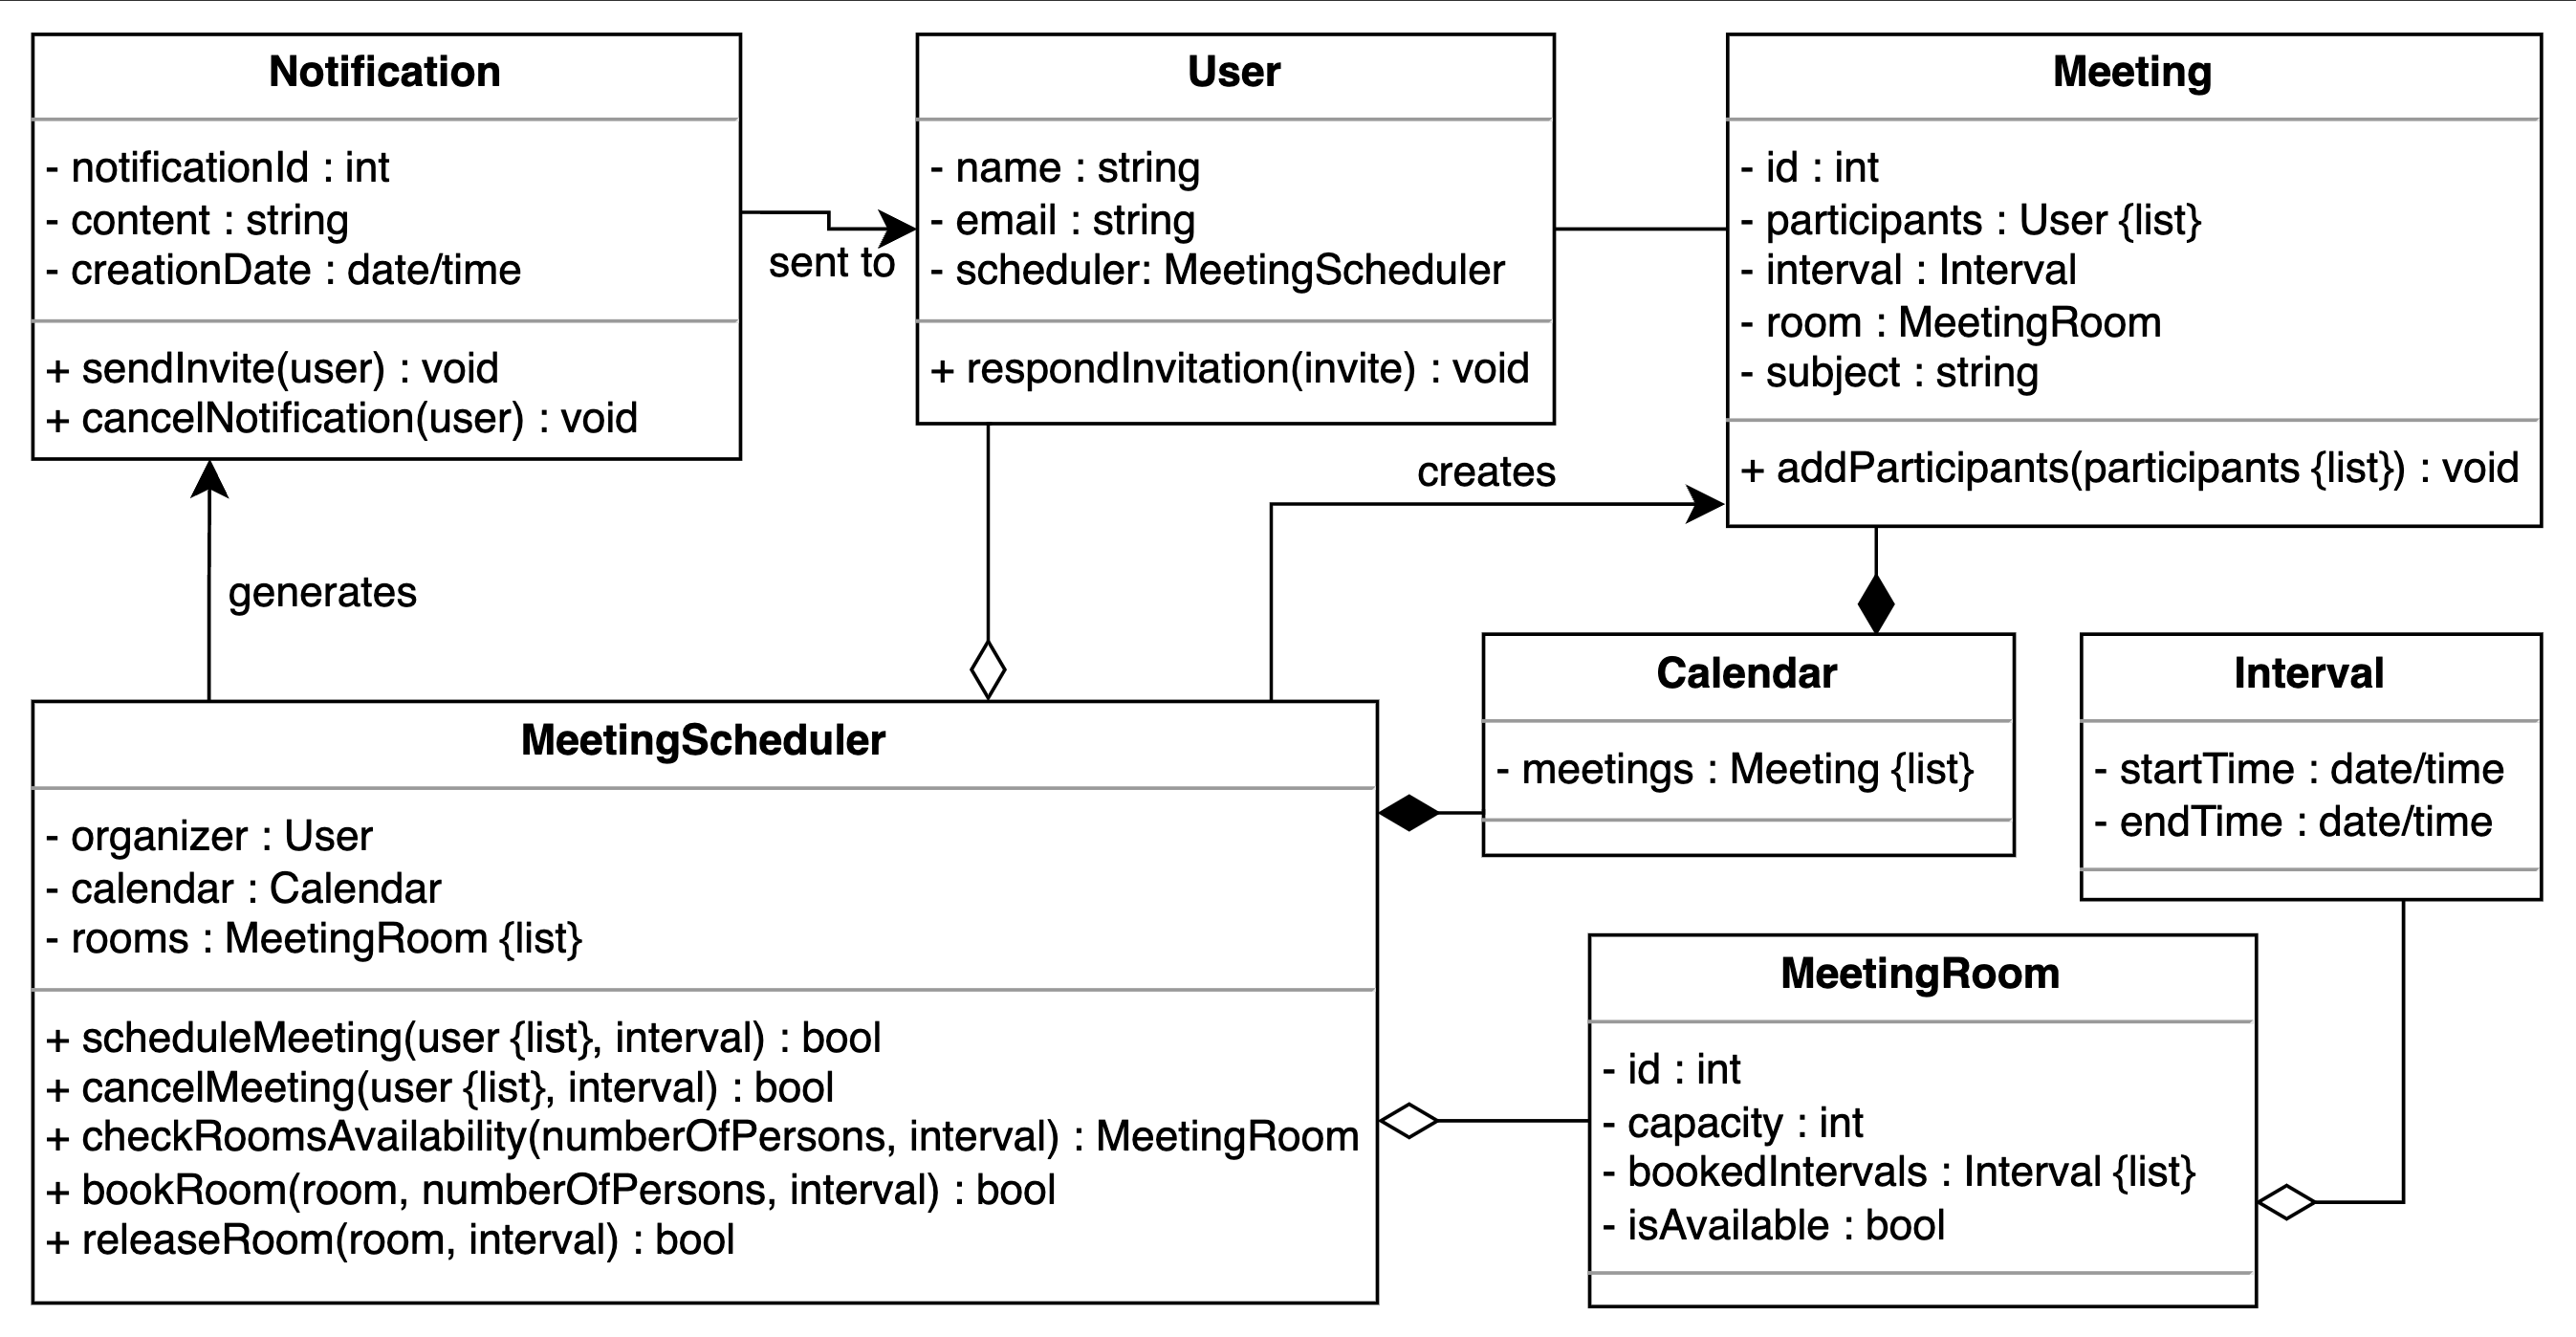 Notification
- notificationId : int
- content : string
- creationDate : date/time
+ sendInvite(user) : void
+ cancelNotification(user) : void
sent to
User
- name : string
- email : string
- scheduler: MeetingScheduler
+ respondInvitation(invite) : void
Meeting
- id : int
- participants : User {list}
- interval : Interval
- room : MeetingRoom
- subject : string
+ addParticipants(participants {list}) : void
creates
generates
MeetingScheduler
- organizer : User
- calendar : Calendar
- rooms : MeetingRoom {list}
+ scheduleMeeting(user {list}, interval) : bool
+ cancelMeeting(user {list}, interval) : bool
+ checkRoomsAvailability(numberOfPersons, interval) : MeetingRoom
+ bookRoom(room, numberOfPersons, interval) : bool
+ releaseRoom(room, interval) : bool
Calendar
- meetings : Meeting {list}
Interval
- startTime : date/time
- endTime : date/time
MeetingRoom
- id : int
- capacity : int
- bookedIntervals : Interval {list}
- isAvailable : bool